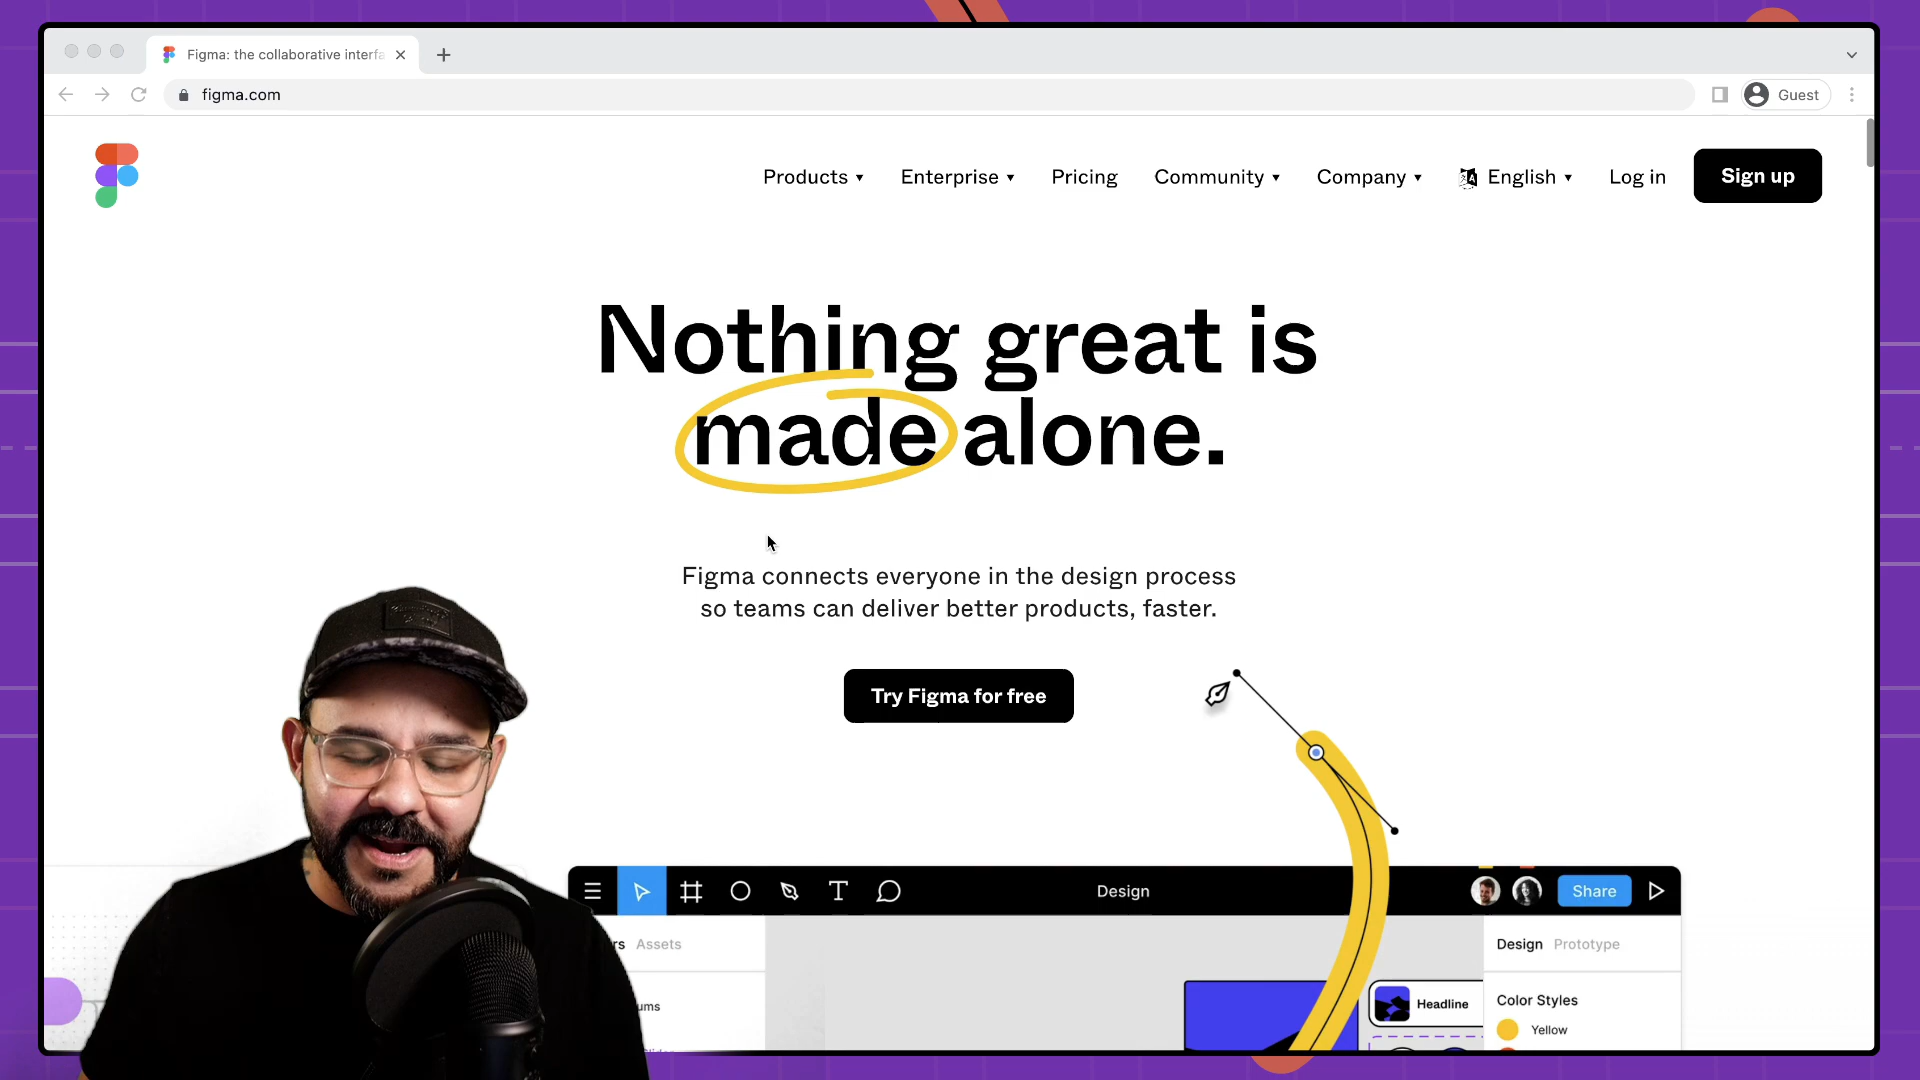 Figma: the collaborative interfa
figma.com
Guest
Products Enterprise Pricing Community Company English Log in Sign up
Nothing great is
made alone.
Figma connects everyone in the design process
so teams can deliver better products, faster.
Try Figma for free
Design
Share
rs Assets
Design Prototype
ums
Headline
Color Styles
Yellow